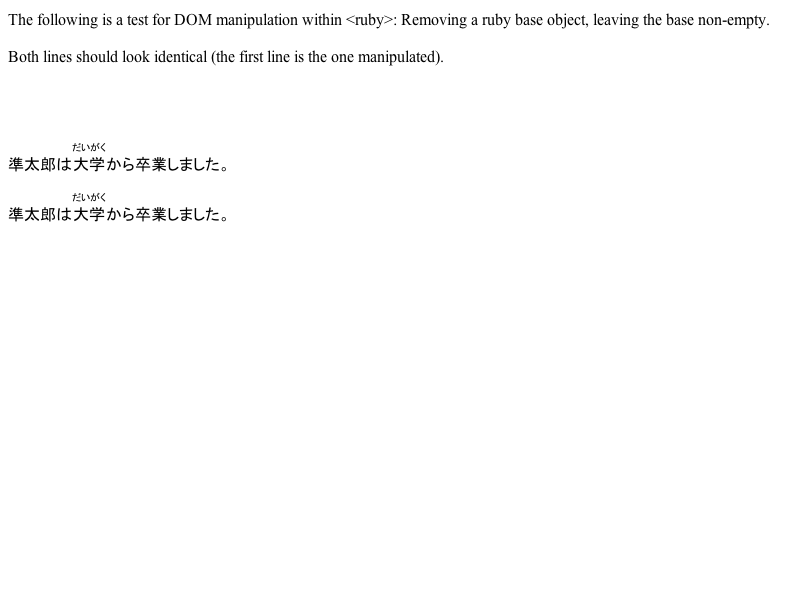 The following is a test for DOM manipulation within <ruby>: Removing a ruby base object, leaving the base non-empty.
Both lines should look identical (the first line is the one manipulated).
だいがく
準太郎は大学から卒業しました。
だいがく
準太郎は大学から卒業しました。